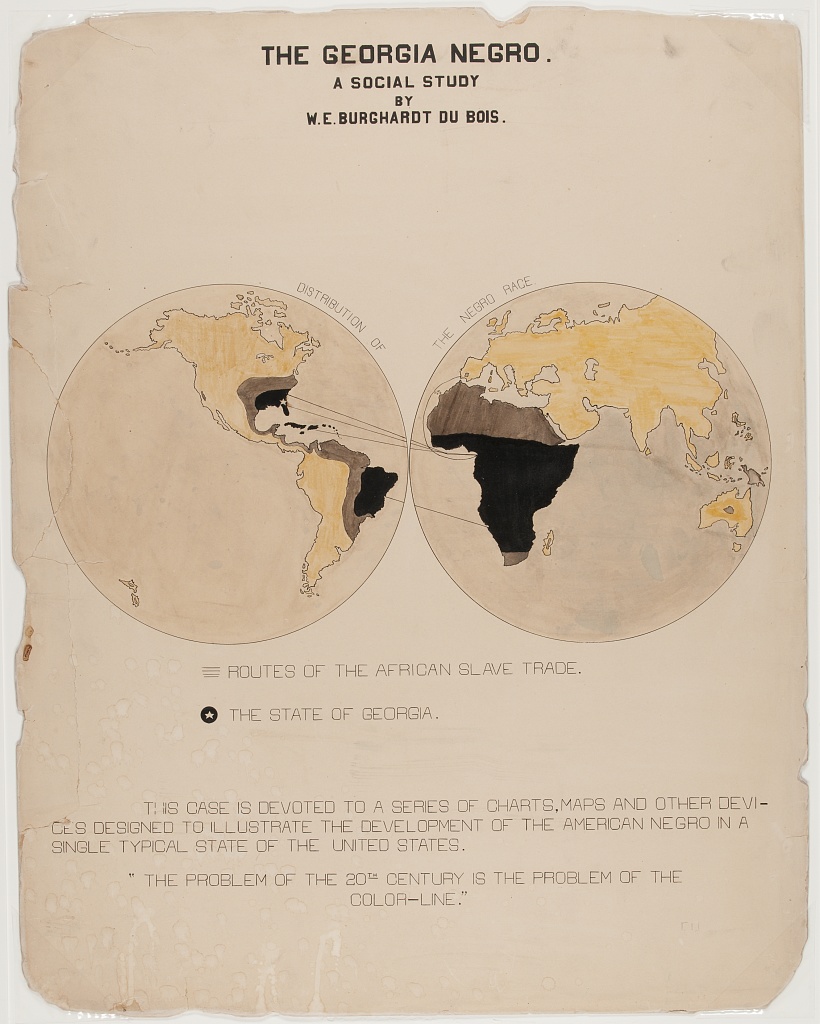 THE GEORGIA NEGRO.
A SOCIAL STUDY
BY
W.E.BURGHARDT DU BOIS.
DISTRIBUTION OF THE NEGRO RACE.
ROUTES OF THE AFRICAN SLAVE TRADE.
THE STATE OF GEORGIA.
THIS CASE IS DEVOTED TO A SERIES OF CHARTS, MAPS AND OTHER DEVI-
CES DESIGNED TO ILLUSTRATE THE DEVELOPMENT OF THE AMERICAN NEGRO IN A
SINGLE TYPICAL STATE OF THE UNITED STATES.
" THE PROBLEM OF THE 20TH CENTURY IS THE PROBLEM OF THE
COLOR-LINE."